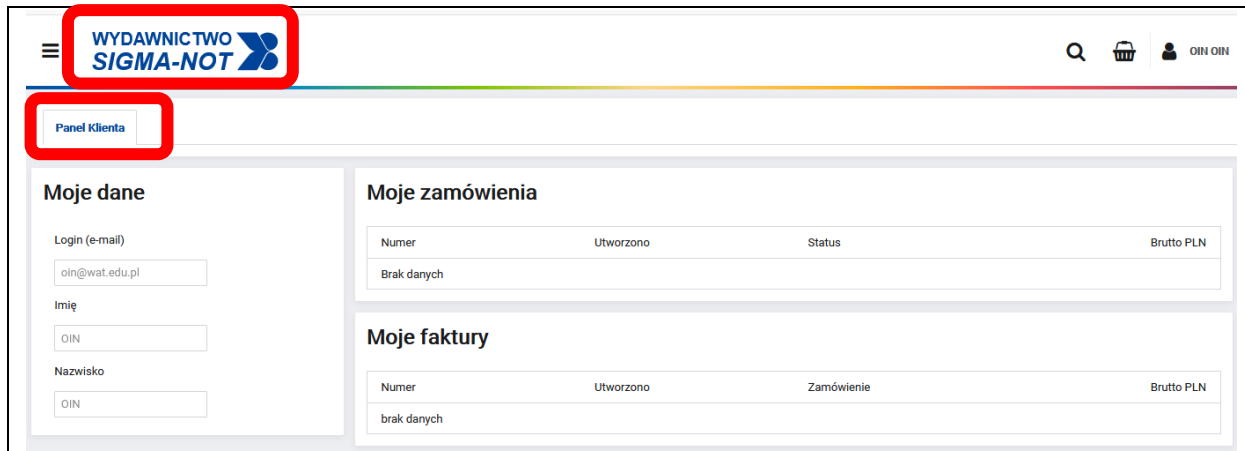 WYDAWNICTWO
SIGMA-NOT
OIN OIN
Panel Klienta
Moje dane
Login (e-mail)
oin@wat.edu.pl
Imię
OIN
Nazwisko
OIN
Moje zamówienia
Numer Utworzono Status Brutto PLN
Brak danych
Moje faktury
Numer Utworzono Zamówienie Brutto PLN
brak danych